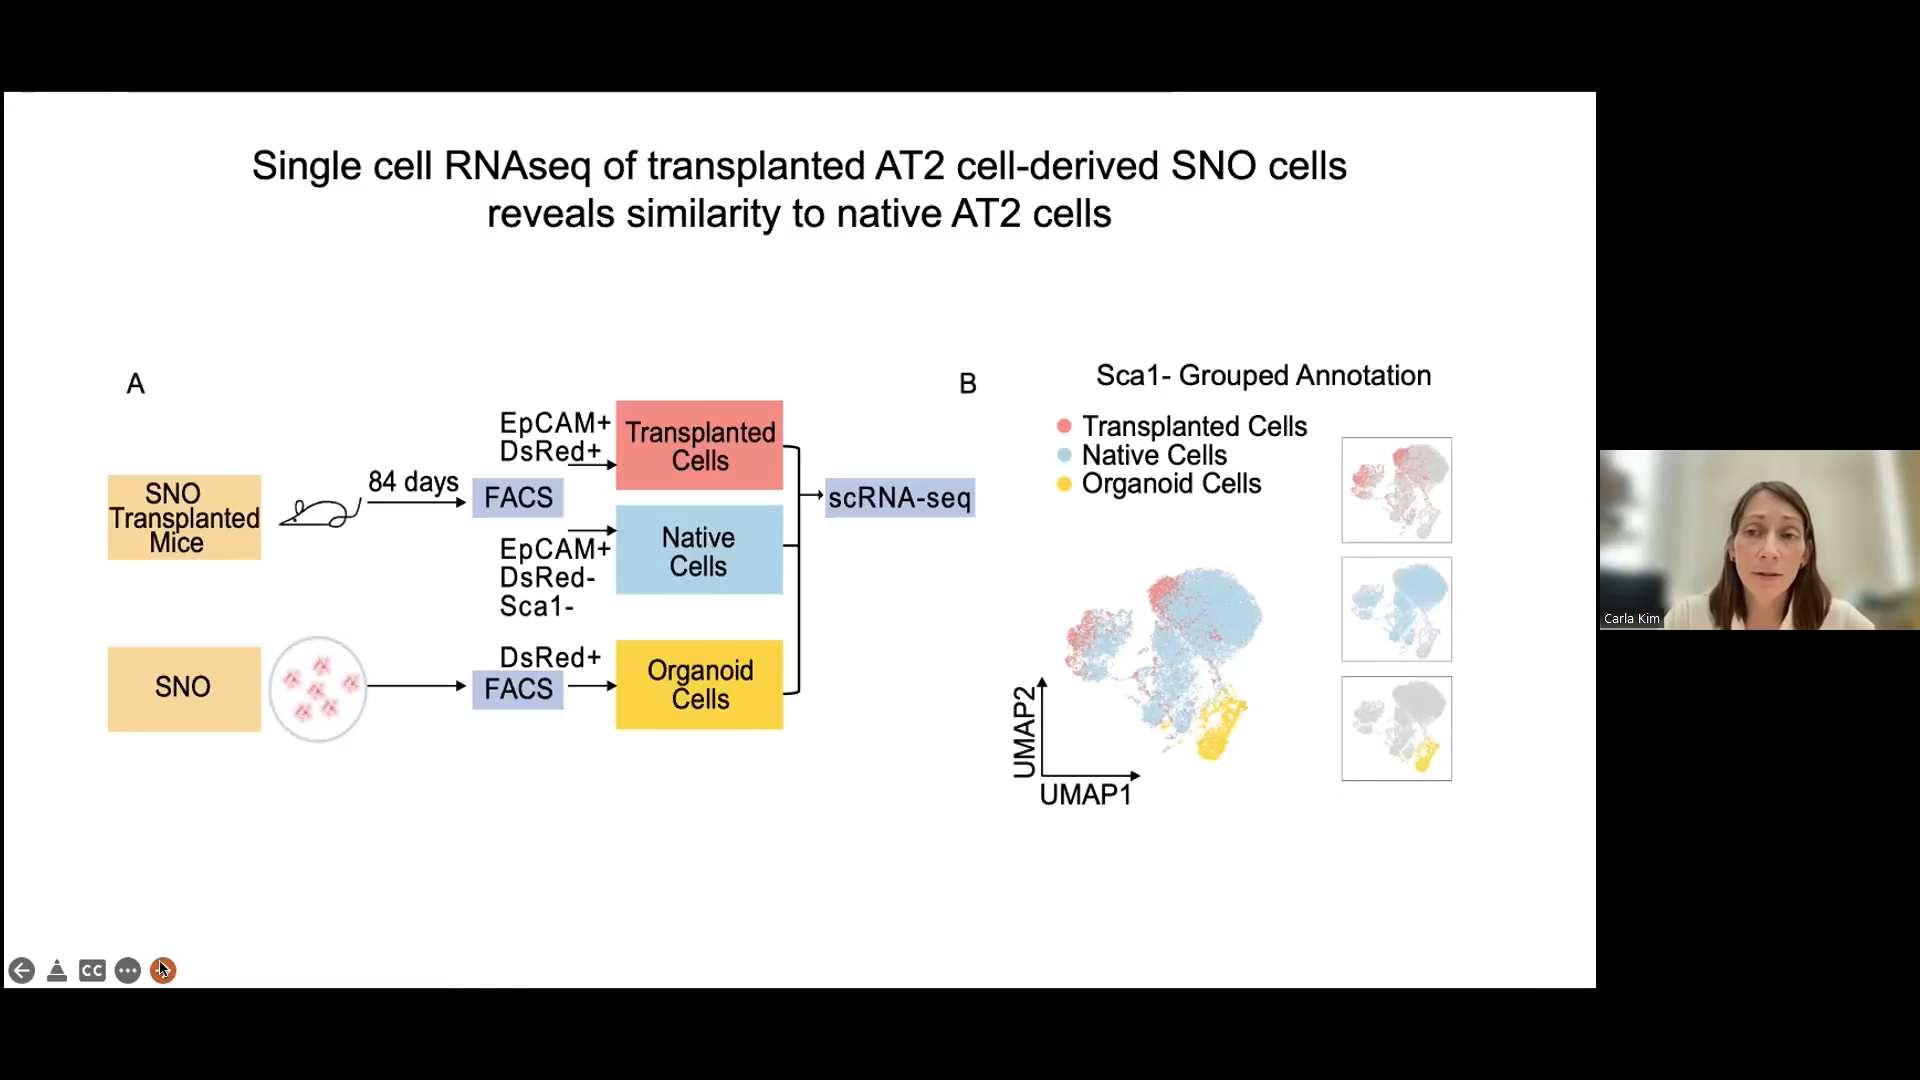 Single cell RNAseq of transplanted AT2 cell-derived SNO cells
reveals similarity to native AT2 cells
A
SNO
Transplanted
Mice
84 days
FACS
EpCAM+
DsRed+
Transplanted
Cells
EpCAM+
DsRed-
Sca1-
Native
Cells
scRNA-seq
SNO
DsRed+
FACS
Organoid
Cells
B
Sca1- Grouped Annotation
Transplanted Cells
Native Cells
Organoid Cells
UMAP2
UMAP1
Carla Kim
CC